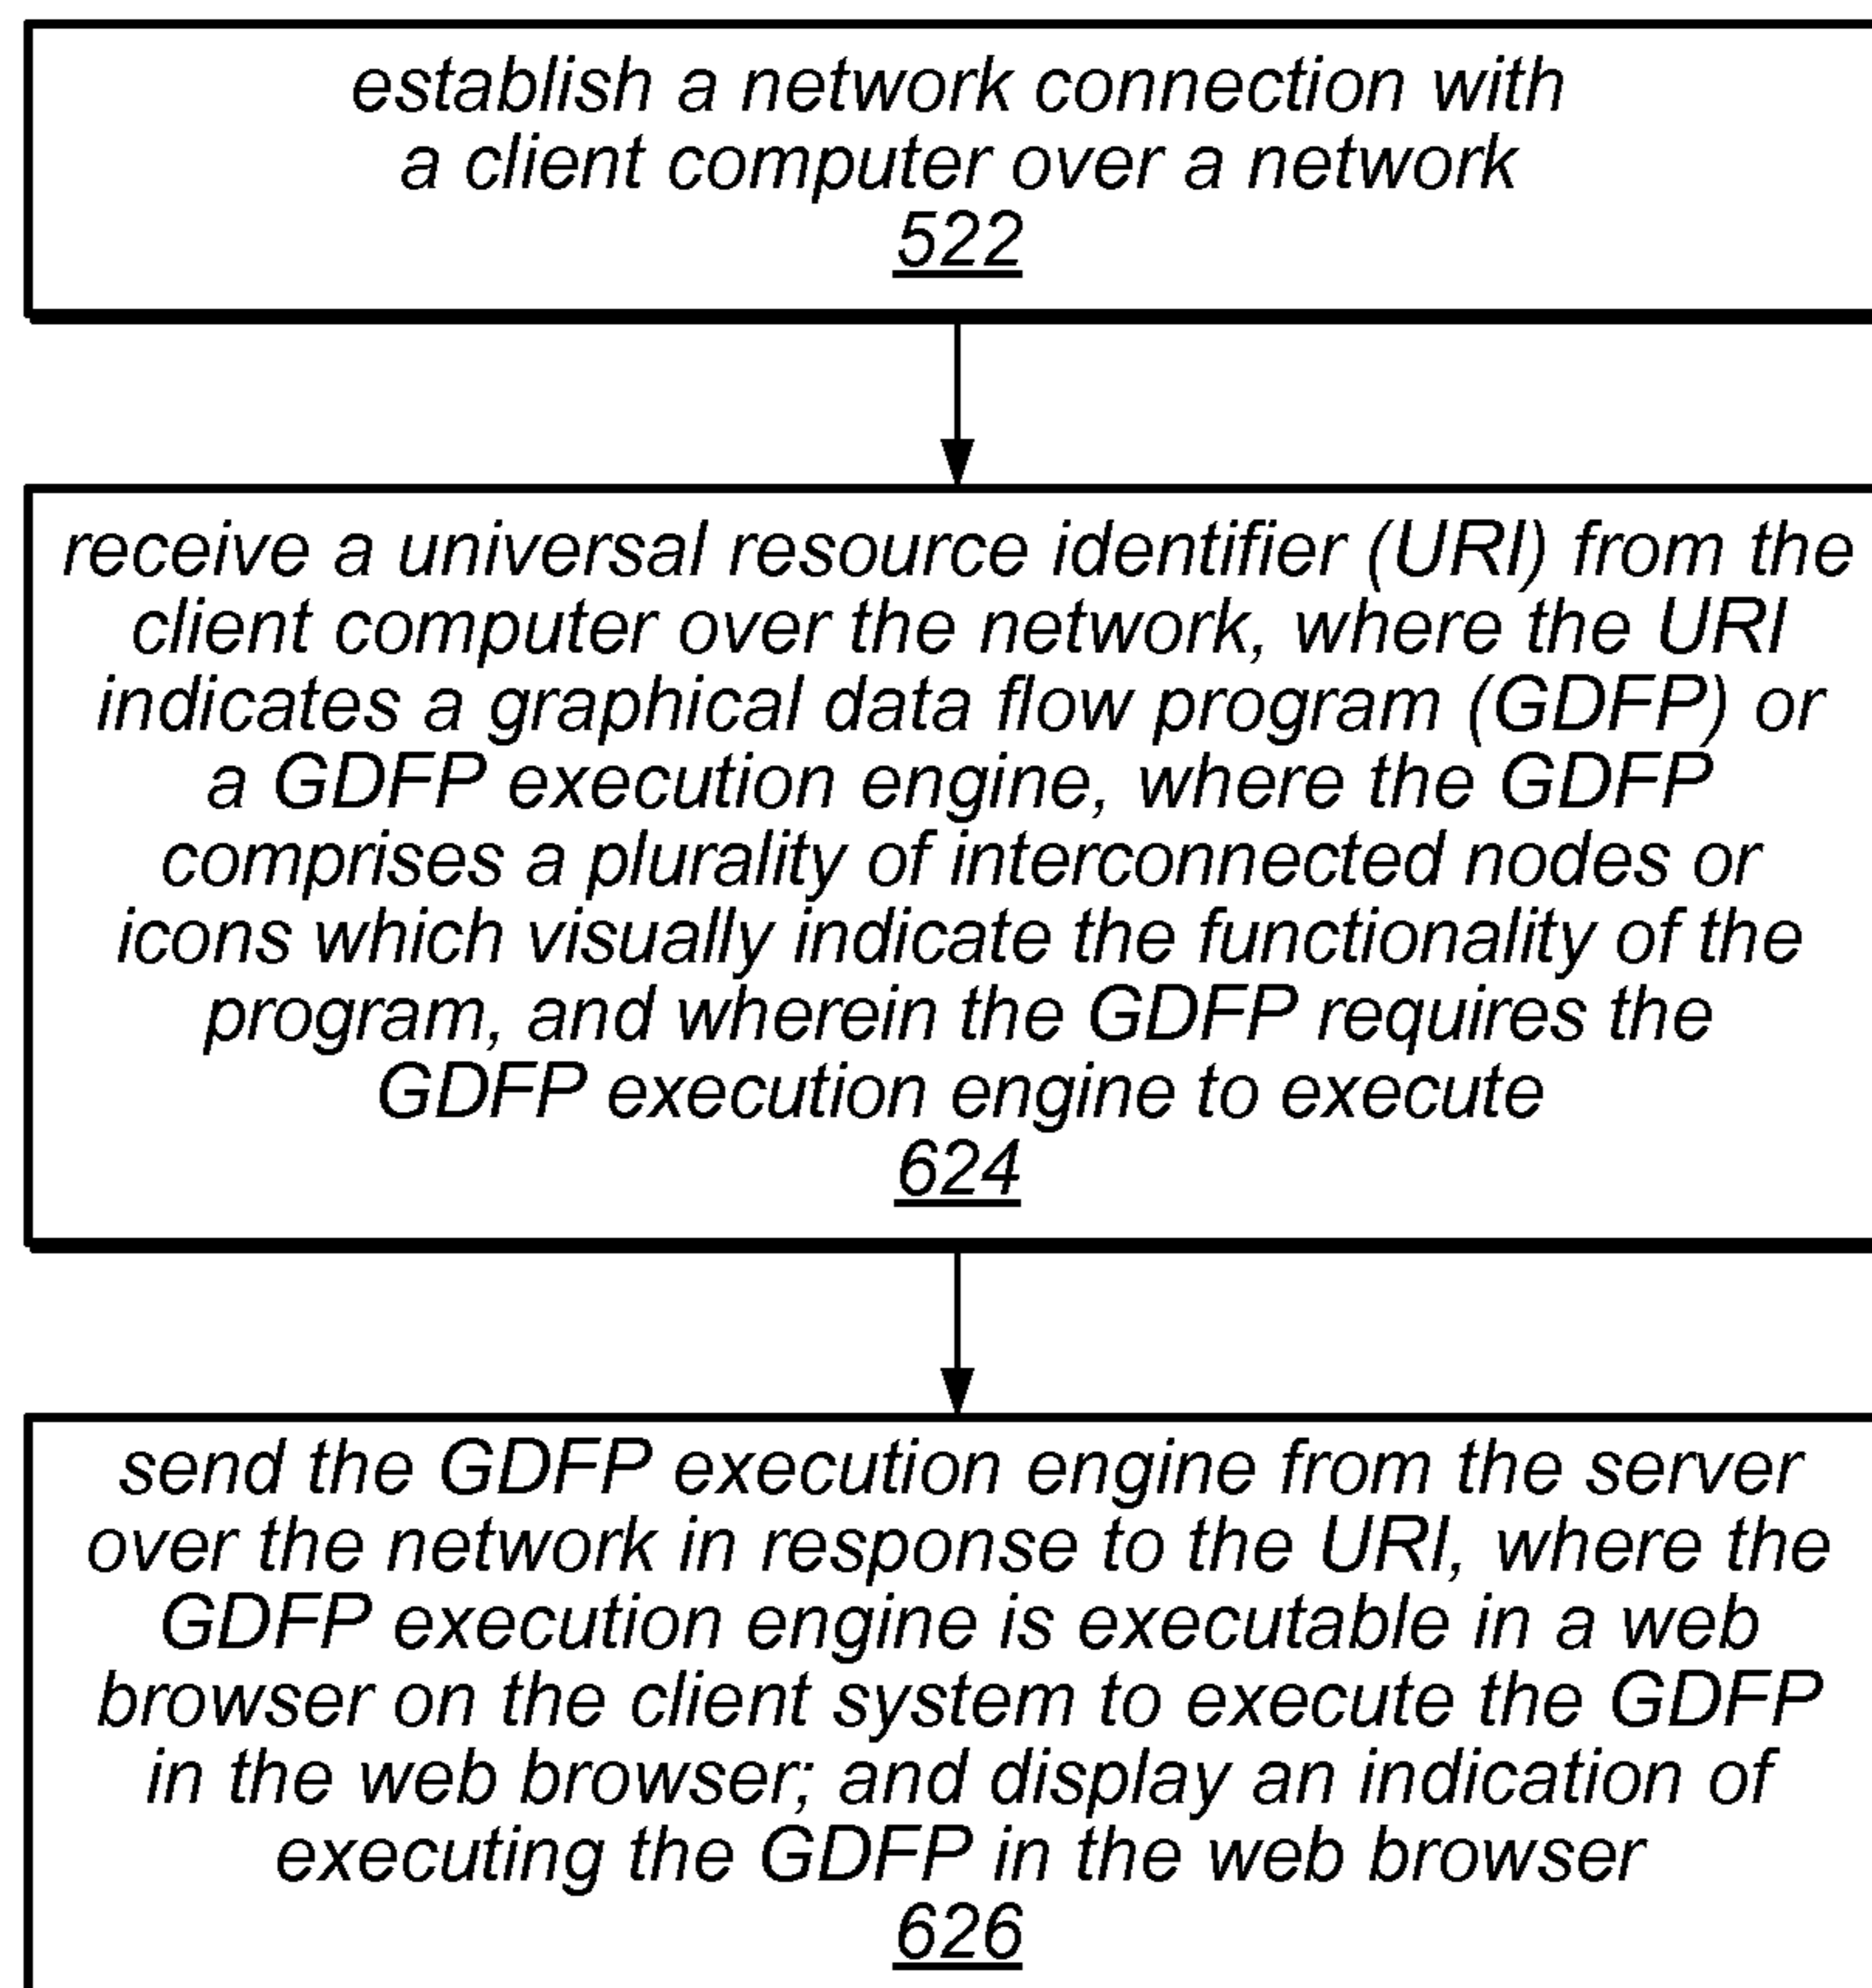 establish a network connection with
a client computer over a network
522
receive a universal resource identifier (URI) from the
client computer over the network, where the URI
indicates a graphical data flow program (GDFP) or
a GDFP execution engine, where the GDFP
comprises a plurality of interconnected nodes or
icons which visually indicate the functionality of the
program, and wherein the GDFP requires the
GDFP execution engine to execute
624
send the GDFP execution engine from the server
over the network in response to the URI, where the
GDFP execution engine is executable in a web
browser on the client system to execute the GDFP
in the web browser; and display an indication of
executing the GDFP in the web browser
626